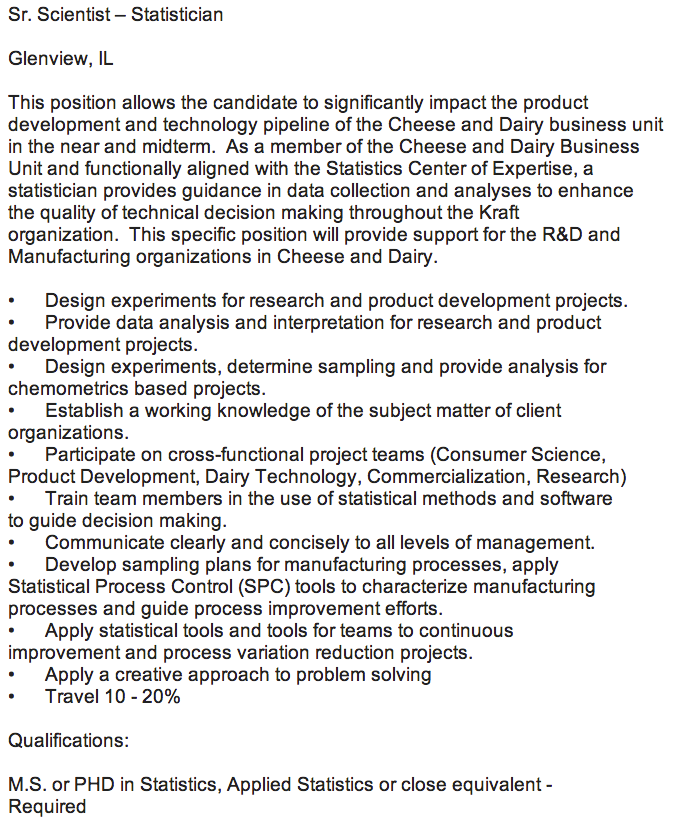 Sr. Scientist – Statistician
Glenview, IL
This position allows the candidate to significantly impact the product
development and technology pipeline of the Cheese and Dairy business unit
in the near and midterm.  As a member of the Cheese and Dairy Business
Unit and functionally aligned with the Statistics Center of Expertise, a
statistician provides guidance in data collection and analyses to enhance
the quality of technical decision making throughout the Kraft
organization.  This specific position will provide support for the R&D and
Manufacturing organizations in Cheese and Dairy.
• Design experiments for research and product development projects.
• Provide data analysis and interpretation for research and product
development projects.
• Design experiments, determine sampling and provide analysis for
chemometrics based projects.
• Establish a working knowledge of the subject matter of client
organizations.
• Participate on cross-functional project teams (Consumer Science,
Product Development, Dairy Technology, Commercialization, Research)
• Train team members in the use of statistical methods and software
to guide decision making.
• Communicate clearly and concisely to all levels of management.
• Develop sampling plans for manufacturing processes, apply
Statistical Process Control (SPC) tools to characterize manufacturing
processes and guide process improvement efforts.
• Apply statistical tools and tools for teams to continuous
improvement and process variation reduction projects.
• Apply a creative approach to problem solving
• Travel 10 - 20%
Qualifications:
M.S. or PHD in Statistics, Applied Statistics or close equivalent -
Required